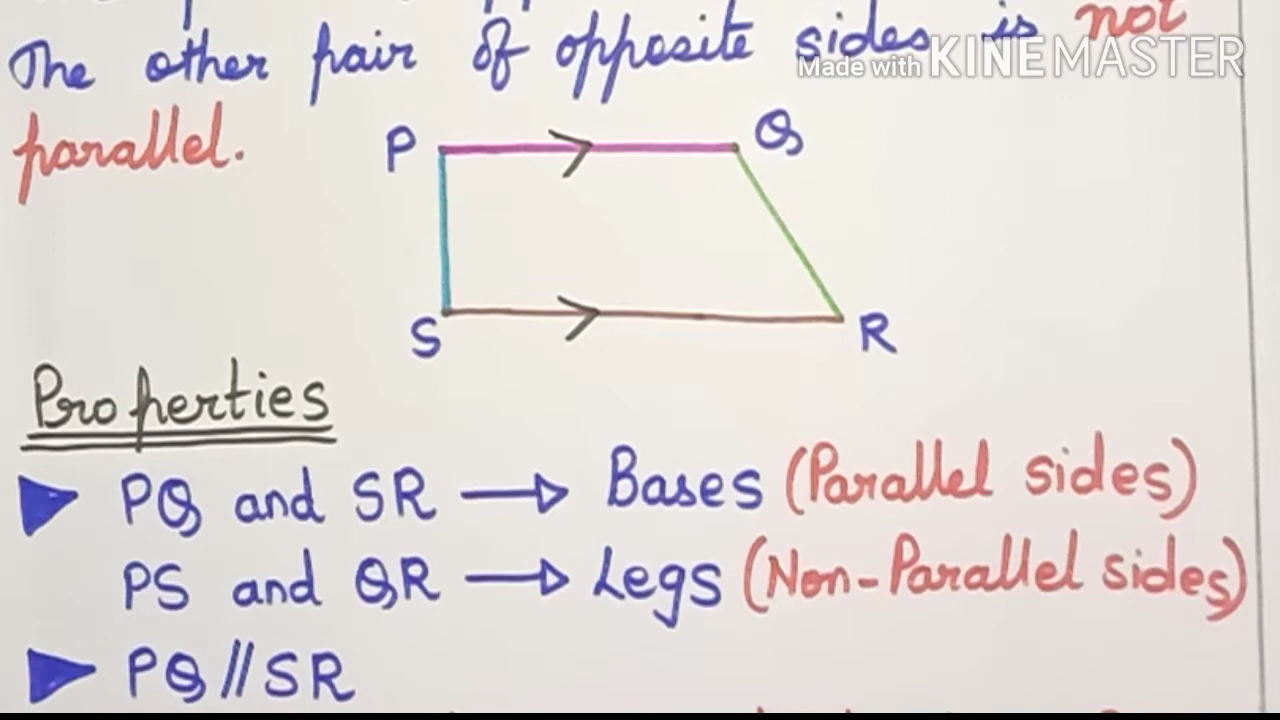 The other pair of opposite sides is not
Made with KINEMASTER
parallel.
P
Q
S
R
Properties
PQ and SR → Bases (Parallel sides)
PS and QR → Legs (Non-Parallel sides)
PQ // SR